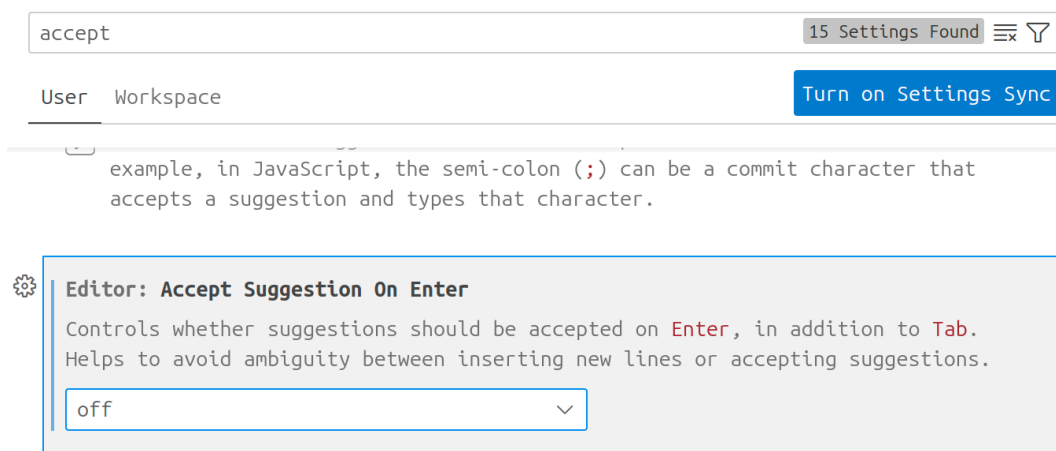 accept
15 Settings Found
User Workspace
Turn on Settings Sync
example, in JavaScript, the semi-colon (;) can be a commit character that
accepts a suggestion and types that character.
Editor: Accept Suggestion On Enter
Controls whether suggestions should be accepted on Enter, in addition to Tab.
Helps to avoid ambiguity between inserting new lines or accepting suggestions.
off